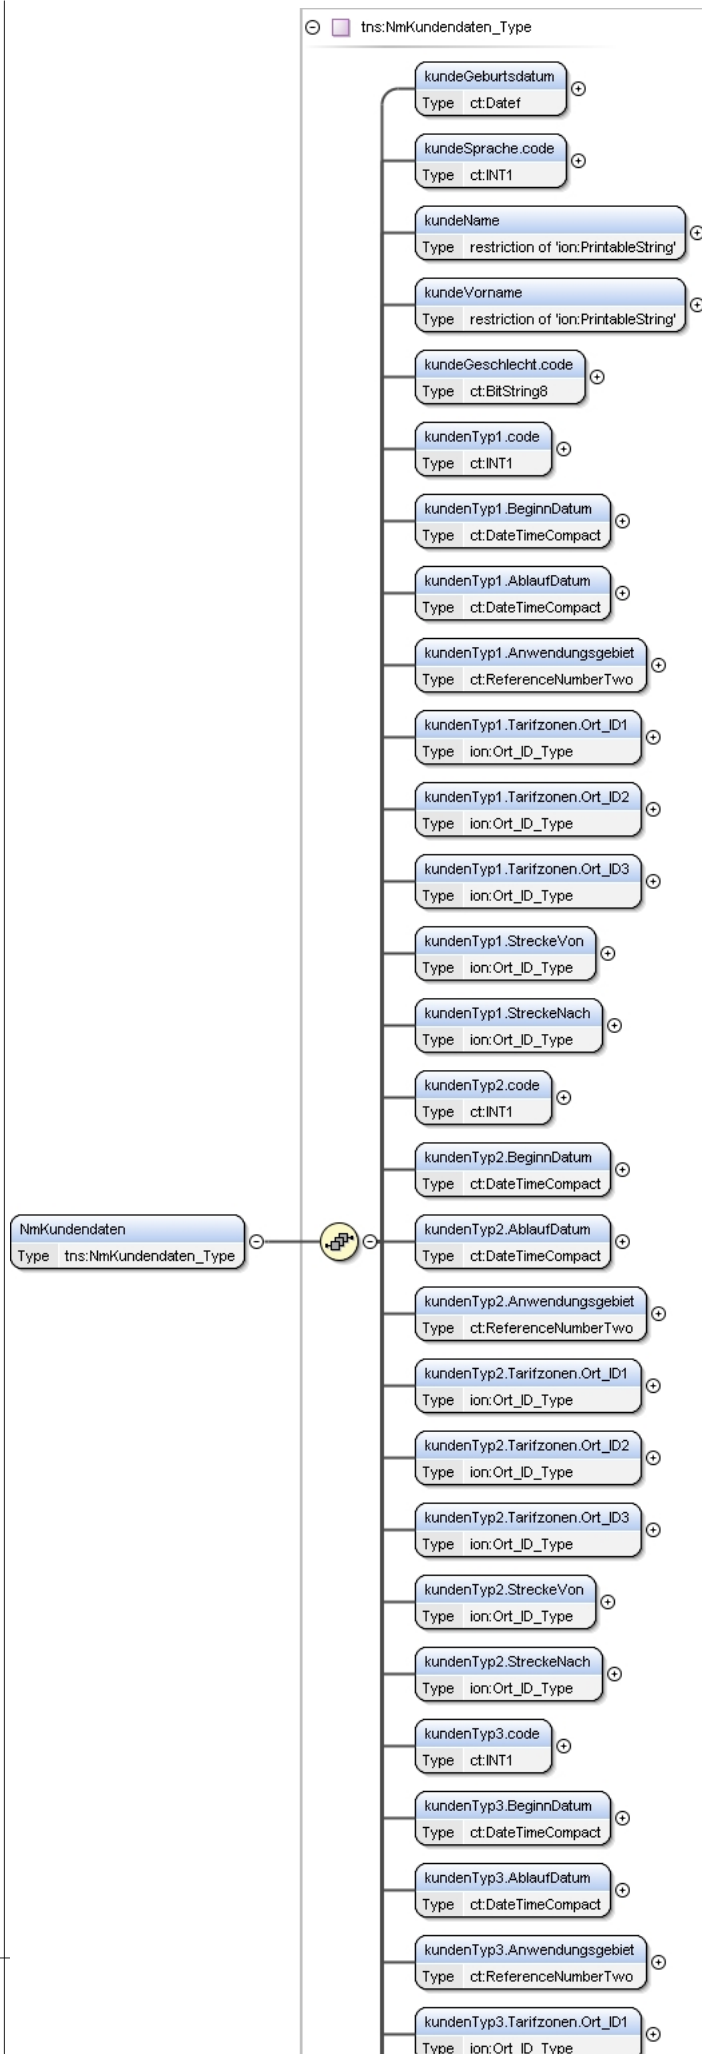 tns:NmKundendaten_Type
kundeGeburtsdatum
Type ct:Datef
kundeSprache.code
Type ct:INT1
kundeName
Type restriction of 'ion:PrintableString'
kundeVorname
Type restriction of 'ion:PrintableString'
kundeGeschlecht.code
Type ct:BitString8
kundenTyp1.code
Type ct:INT1
kundenTyp1.BeginnDatum
Type ct:DateTimeCompact
kundenTyp1.AblaufDatum
Type ct:DateTimeCompact
kundenTyp1.Anwendungsgebiet
Type ct:ReferenceNumberTwo
kundenTyp1.Tarifzonen.Ort_ID1
Type ion:Ort_ID_Type
kundenTyp1.Tarifzonen.Ort_ID2
Type ion:Ort_ID_Type
kundenTyp1.Tarifzonen.Ort_ID3
Type ion:Ort_ID_Type
kundenTyp1.StreckeVon
Type ion:Ort_ID_Type
kundenTyp1.StreckeNach
Type ion:Ort_ID_Type
kundenTyp2.code
Type ct:INT1
kundenTyp2.BeginnDatum
Type ct:DateTimeCompact
NmKundendaten
Type tns:NmKundendaten_Type
kundenTyp2.AblaufDatum
Type ct:DateTimeCompact
kundenTyp2.Anwendungsgebiet
Type ct:ReferenceNumberTwo
kundenTyp2.Tarifzonen.Ort_ID1
Type ion:Ort_ID_Type
kundenTyp2.Tarifzonen.Ort_ID2
Type ion:Ort_ID_Type
kundenTyp2.Tarifzonen.Ort_ID3
Type ion:Ort_ID_Type
kundenTyp2.StreckeVon
Type ion:Ort_ID_Type
kundenTyp2.StreckeNach
Type ion:Ort_ID_Type
kundenTyp3.code
Type ct:INT1
kundenTyp3.BeginnDatum
Type ct:DateTimeCompact
kundenTyp3.AblaufDatum
Type ct:DateTimeCompact
kundenTyp3.Anwendungsgebiet
Type ct:ReferenceNumberTwo
kundenTyp3.Tarifzonen.Ort_ID1
Type ion:Ort_ID_Type